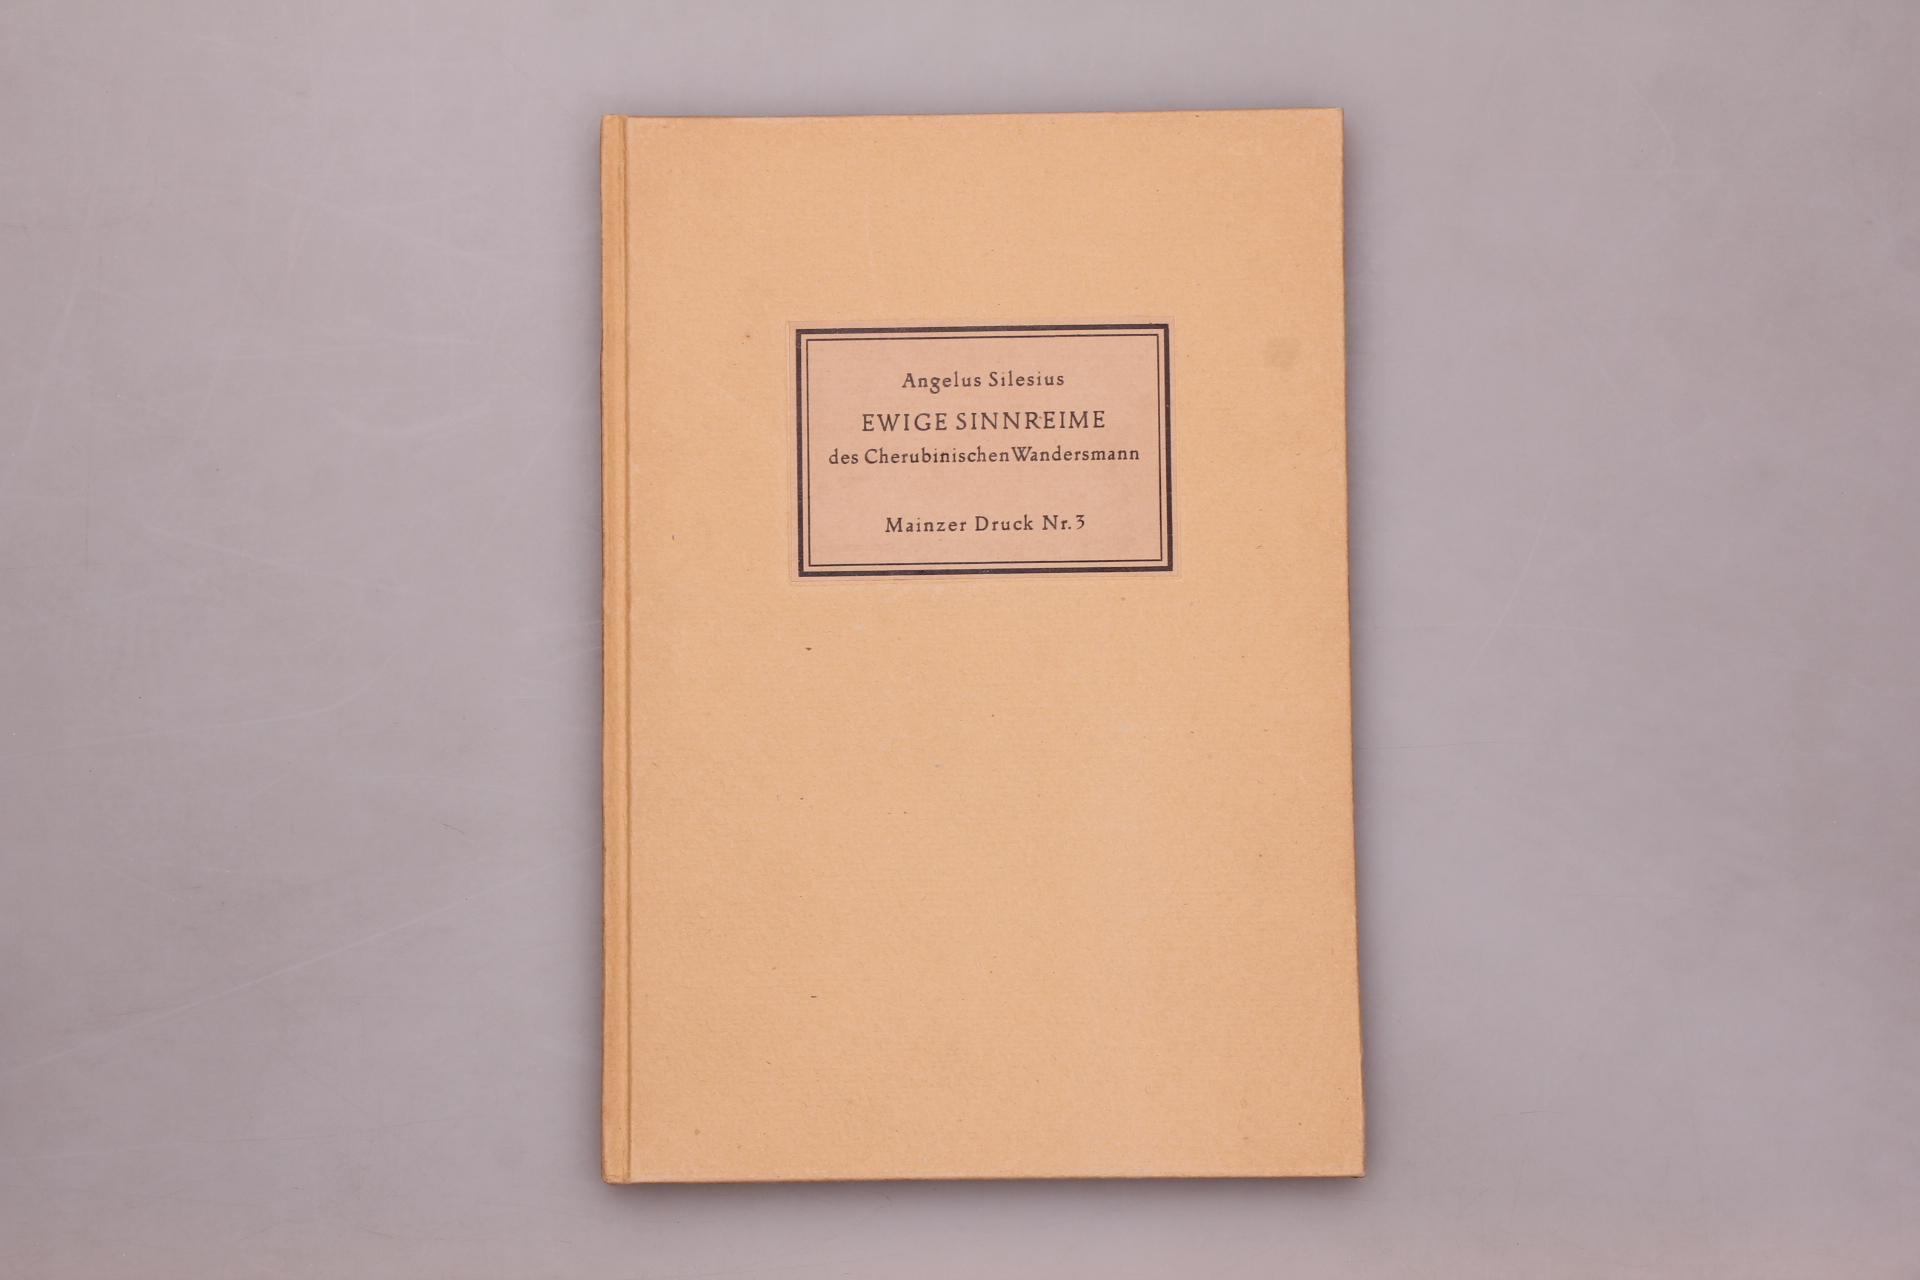 Angelus Silesius
EWIGE SINNREIME
des Cherubinischen Wandersmann
Mainzer Druck Nr. 3